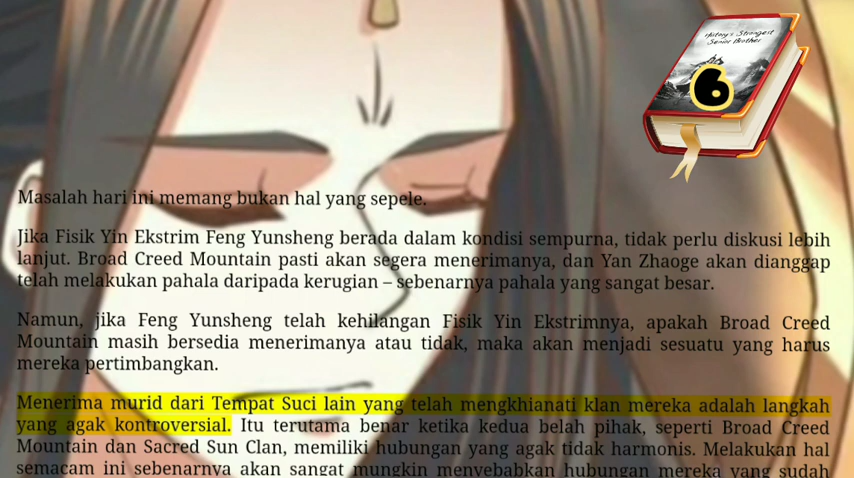 History's Strongest
Senior Brother
6
Masalah hari ini memang bukan hal yang sepele.
Jika Fisik Yin Ekstrim Feng Yunsheng berada dalam kondisi sempurna, tidak perlu diskusi lebih
lanjut. Broad Creed Mountain pasti akan segera menerimanya, dan Yan Zhaoge akan dianggap
telah melakukan pahala daripada kerugian – sebenarnya pahala yang sangat besar.
Namun, jika Feng Yunsheng telah kehilangan Fisik Yin Ekstrimnya, apakah Broad Creed
Mountain masih bersedia menerimanya atau tidak, maka akan menjadi sesuatu yang harus
mereka pertimbangkan.
Menerima murid dari Tempat Suci lain yang telah mengkhianati klan mereka adalah langkah
yang agak kontroversial. Itu terutama benar ketika kedua belah pihak, seperti Broad Creed
Mountain dan Sacred Sun Clan, memiliki hubungan yang agak tidak harmonis. Melakukan hal
semacam ini sebenarnya akan sangat mungkin menyebabkan hubungan mereka yang sudah